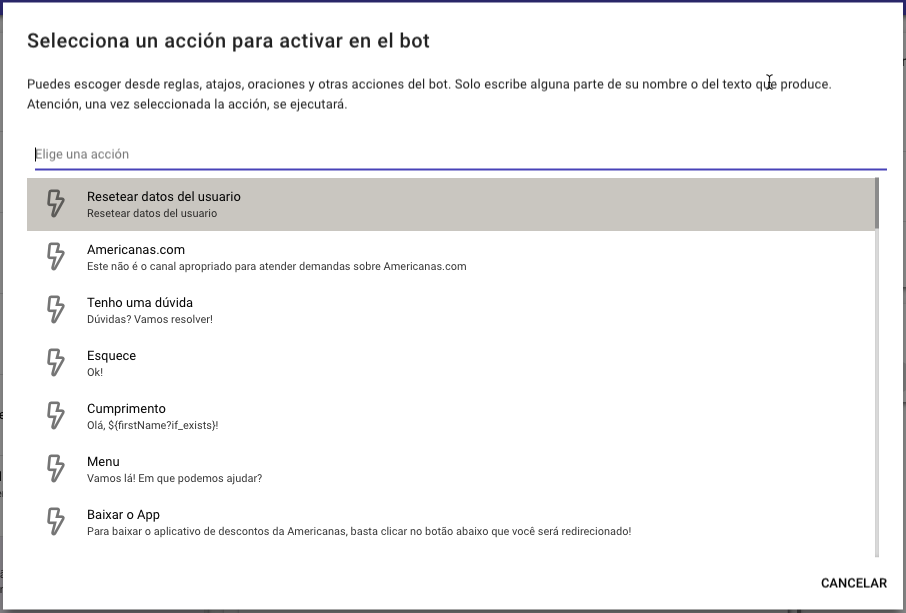 Selecciona un acción para activar en el bot
Puedes escoger desde reglas, atajos, oraciones y otras acciones del bot. Solo escribe alguna parte de su nombre o del texto que produce.
Atención, una vez seleccionada la acción, se ejecutará.
Elige una acción
Resetear datos del usuario
Resetear datos del usuario
Americanas.com
Este não é o canal apropriado para atender demandas sobre Americanas.com
Tenho uma dúvida
Dúvidas? Vamos resolver!
Esquece
Ok!
Cumprimento
Olá, ${firstName?if_exists}!
Menu
Vamos lá! Em que podemos ajudar?
Baixar o App
Para baixar o aplicativo de descontos da Americanas, basta clicar no botão abaixo que você será redirecionado!
CANCELAR